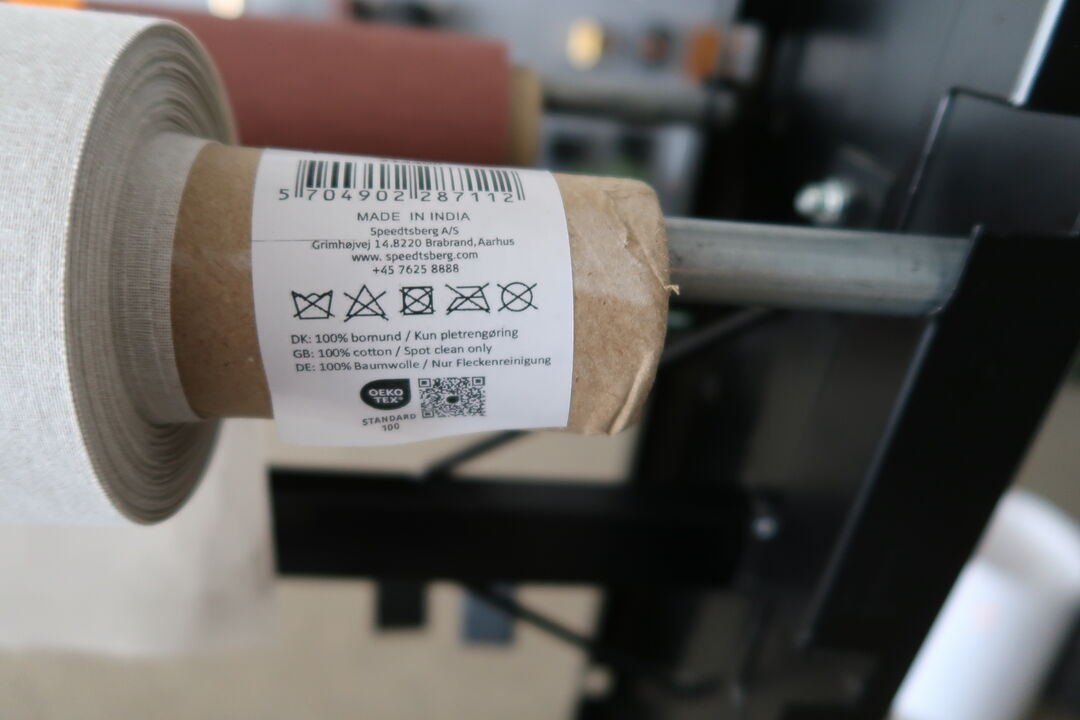 5 704902 287112
MADE IN INDIA
Speedtsberg A/S
Grimhøjvej 14.8220 Brabrand, Aarhus
www. speedtsberg.com
+45 7625 8888
DK: 100% bomund / Kun pletrengøring
GB: 100% cotton / Spot clean only
DE: 100% Baumwolle / Nur Fleckenreinigung
OEKO
TEX®
STANDARD
100